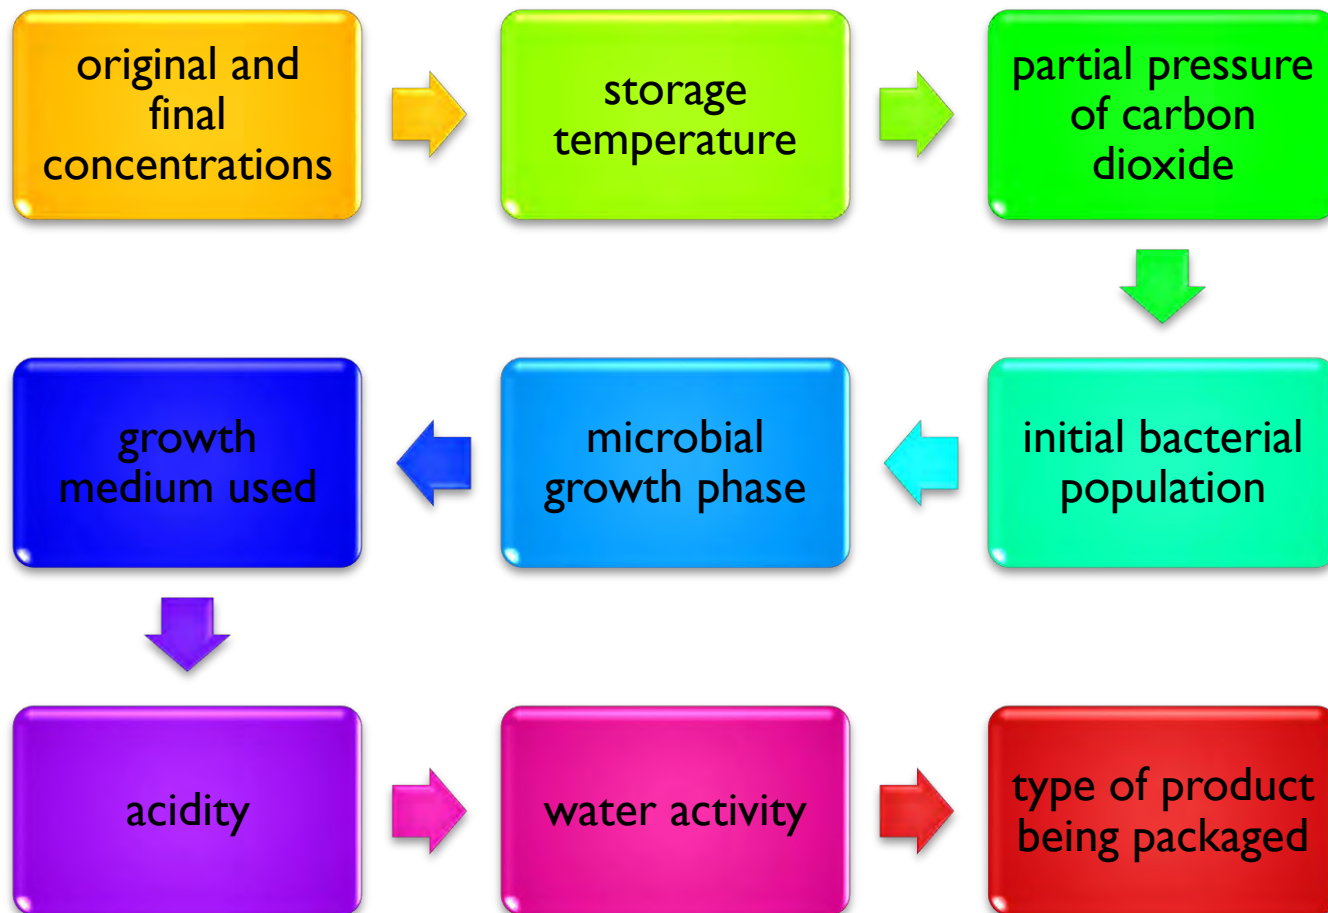 original and
final
concentrations
storage
temperature
partial pressure
of carbon
dioxide
initial bacterial
population
microbial
growth phase
growth
medium used
acidity
water activity
type of product
being packaged